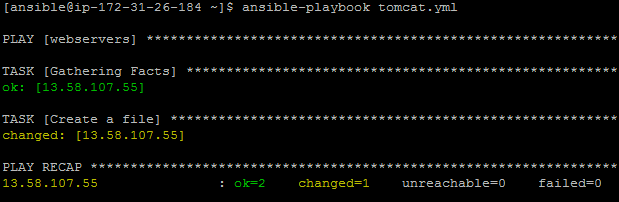 [ansible@ip-172-31-26-184 ~]$ ansible-playbook tomcat.yml
PLAY [webservers] ***********************************************************
TASK [Gathering Facts] ******************************************************
ok: [13.58.107.55]
TASK [Create a file] ********************************************************
changed: [13.58.107.55]
PLAY RECAP ******************************************************************
13.58.107.55               : ok=2    changed=1    unreachable=0    failed=0